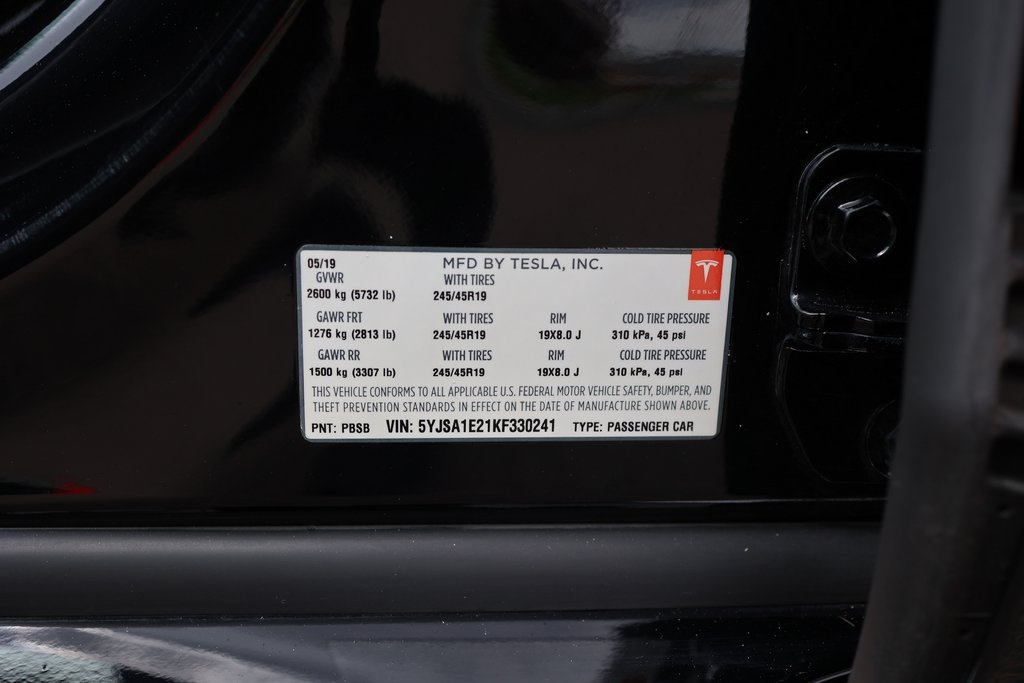 05/19 MFD BY TESLA, INC.
GVWR WITH TIRES
2600 kg (5732 lb) 245/45R19
TESLA
GAWR FRT WITH TIRES RIM COLD TIRE PRESSURE
1276 kg (2813 lb) 245/45R19 19X8.0 J 310 kPa, 45 psi
GAWR RR WITH TIRES RIM COLD TIRE PRESSURE
1500 kg (3307 lb) 245/45R19 19X8.0 J 310 kPa, 45 psi
THIS VEHICLE CONFORMS TO ALL APPLICABLE U.S. FEDERAL MOTOR VEHICLE SAFETY, BUMPER, AND
THEFT PREVENTION STANDARDS IN EFFECT ON THE DATE OF MANUFACTURE SHOWN ABOVE.
PNT: PBSB VIN: 5YJSA1E21KF330241 TYPE: PASSENGER CAR